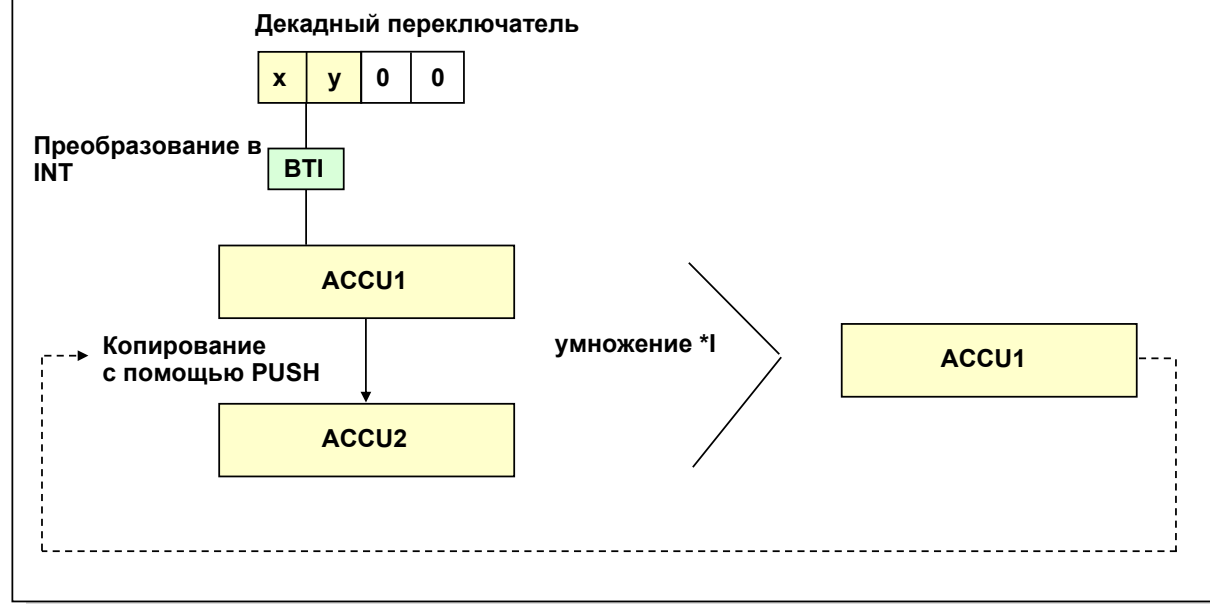 Декадный переключатель
x y 0 0
Преобразование в
INT
BTI
ACCU1
Копирование
с помощью PUSH
умножение *I
ACCU1
ACCU2